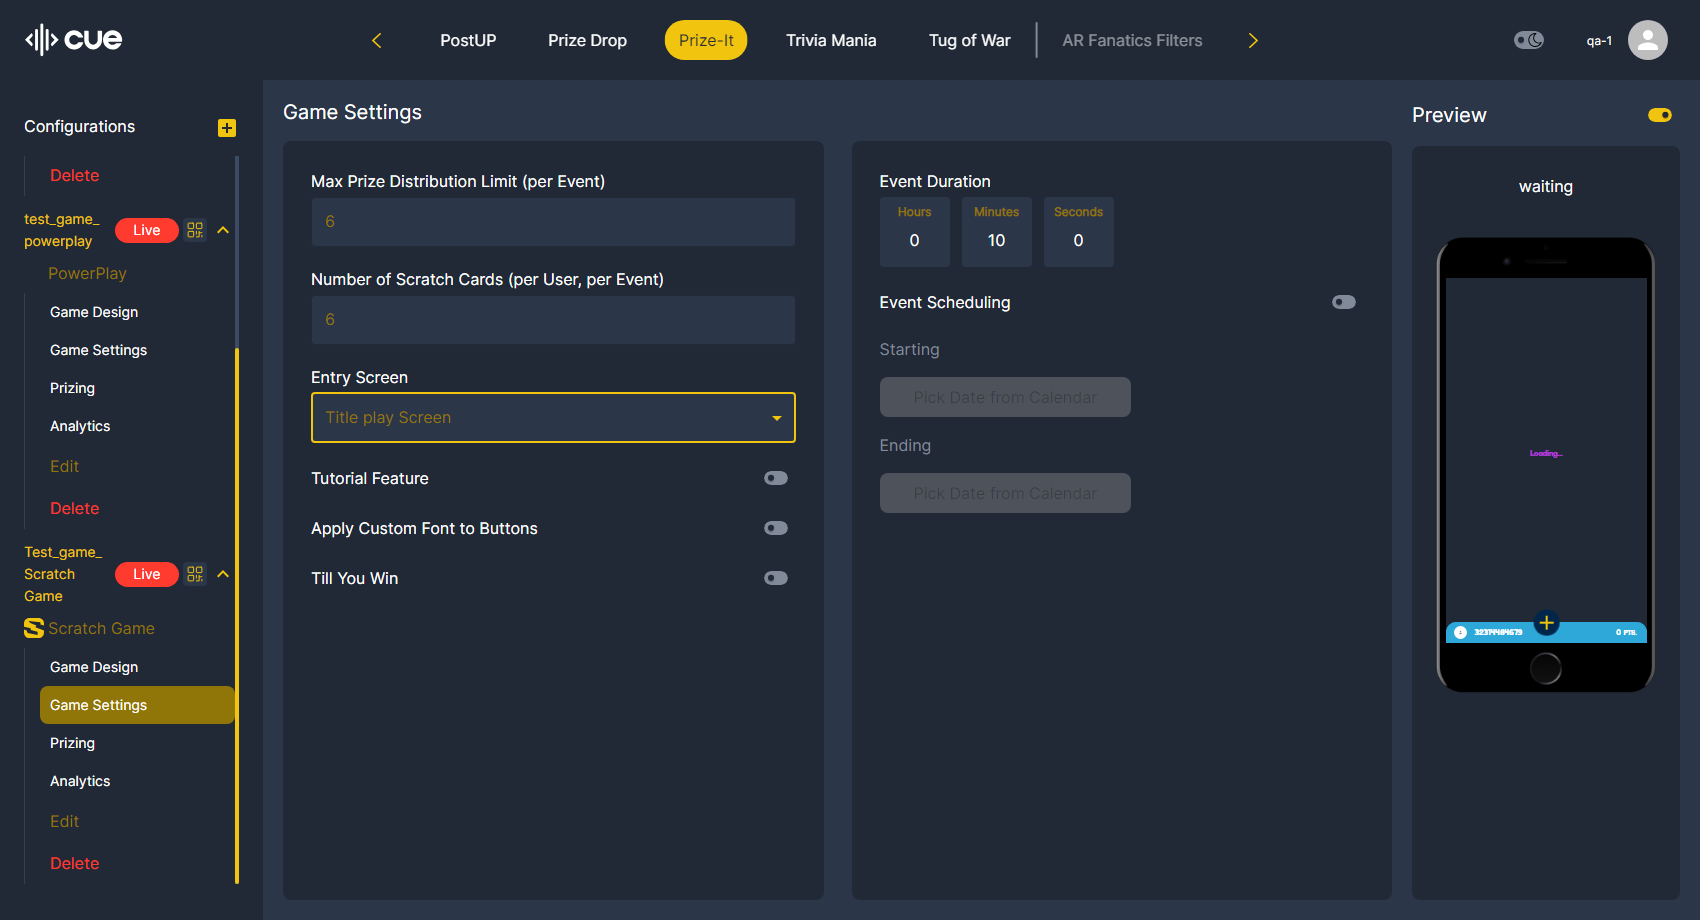 cue
PostUP
Prize Drop
Prize-It
Trivia Mania
Tug of War
AR Fanatics Filters
qa-1
Configurations
Delete
test_game_
powerplay
Live
PowerPlay
Game Design
Game Settings
Prizing
Analytics
Edit
Delete
Test_game_
Scratch
Game
Live
Scratch Game
Game Design
Game Settings
Prizing
Analytics
Edit
Delete
Game Settings
Max Prize Distribution Limit (per Event)
6
Number of Scratch Cards (per User, per Event)
6
Entry Screen
Title play Screen
Tutorial Feature
Apply Custom Font to Buttons
Till You Win
Event Duration
Hours
0
Minutes
10
Seconds
0
Event Scheduling
Starting
Pick Date from Calendar
Ending
Pick Date from Calendar
Preview
waiting
Loading...
0 PTS.